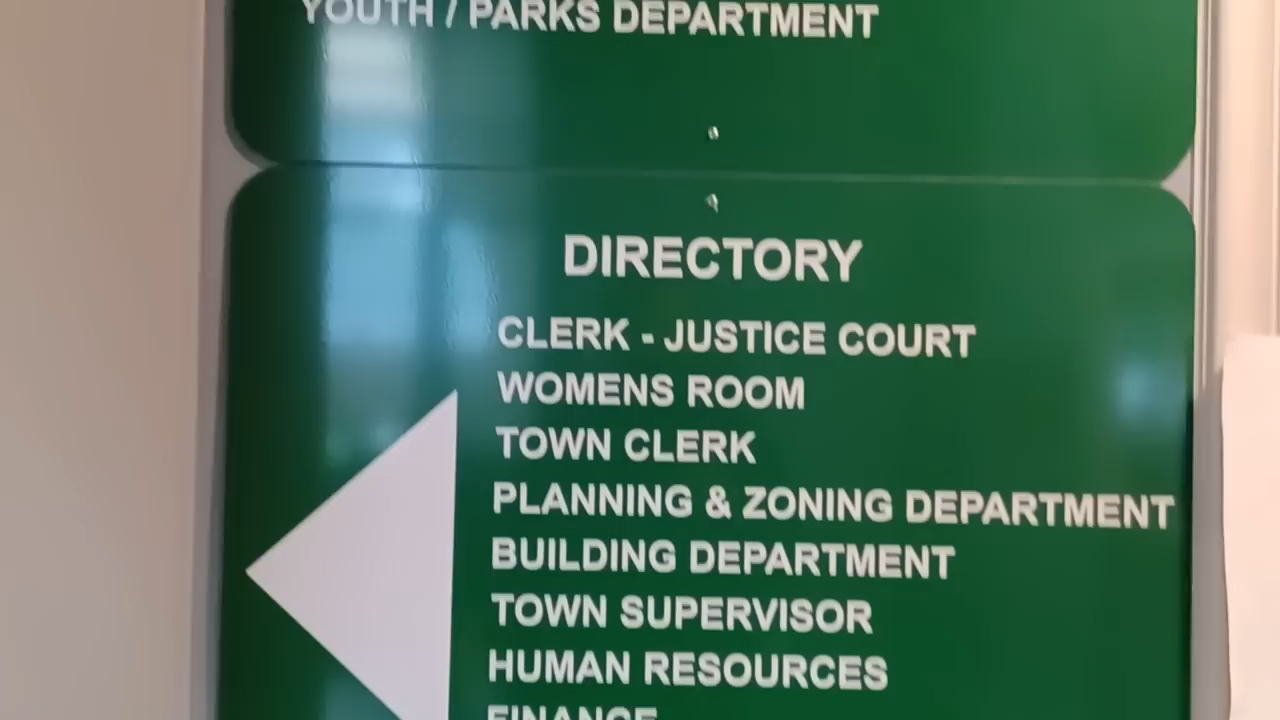 YOUTH / PARKS DEPARTMENT
DIRECTORY
CLERK - JUSTICE COURT
WOMENS ROOM
TOWN CLERK
PLANNING & ZONING DEPARTMENT
BUILDING DEPARTMENT
TOWN SUPERVISOR
HUMAN RESOURCES
FINANCE